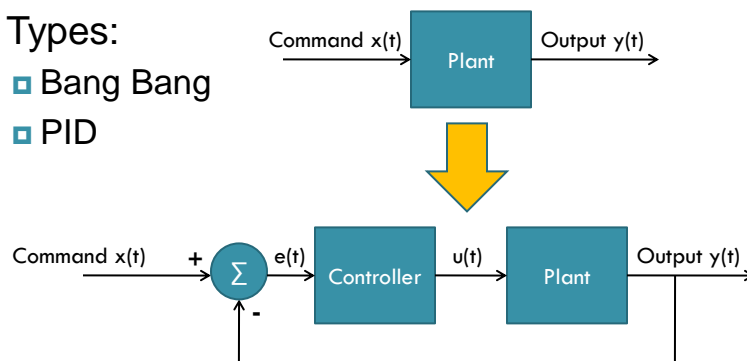 Types:
Bang Bang
PID
Command x(t)
Plant
Output y(t)
Command x(t)
+
Σ
-
e(t)
Controller
u(t)
Plant
Output y(t)